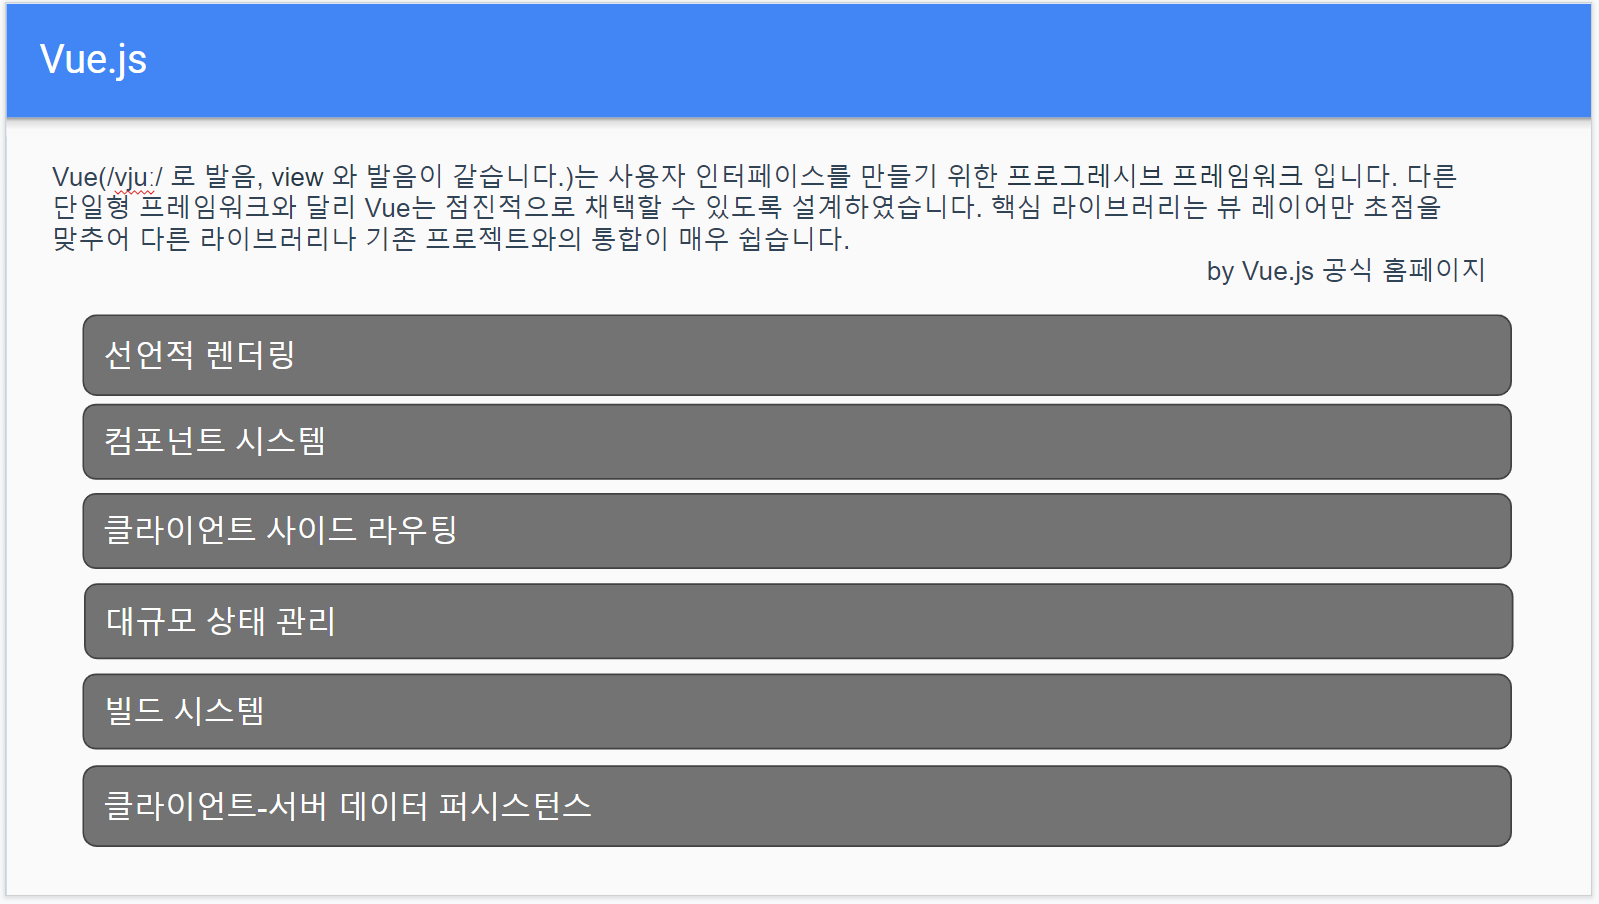 Vue.js
Vue(/vjuː/ 로 발음, view 와 발음이 같습니다.)는 사용자 인터페이스를 만들기 위한 프로그레시브 프레임워크 입니다. 다른
단일형 프레임워크와 달리 Vue는 점진적으로 채택할 수 있도록 설계하였습니다. 핵심 라이브러리는 뷰 레이어만 초점을
맞추어 다른 라이브러리나 기존 프로젝트와의 통합이 매우 쉽습니다.
by Vue.js 공식 홈페이지
선언적 렌더링
컴포넌트 시스템
클라이언트 사이드 라우팅
대규모 상태 관리
빌드 시스템
클라이언트-서버 데이터 퍼시스턴스